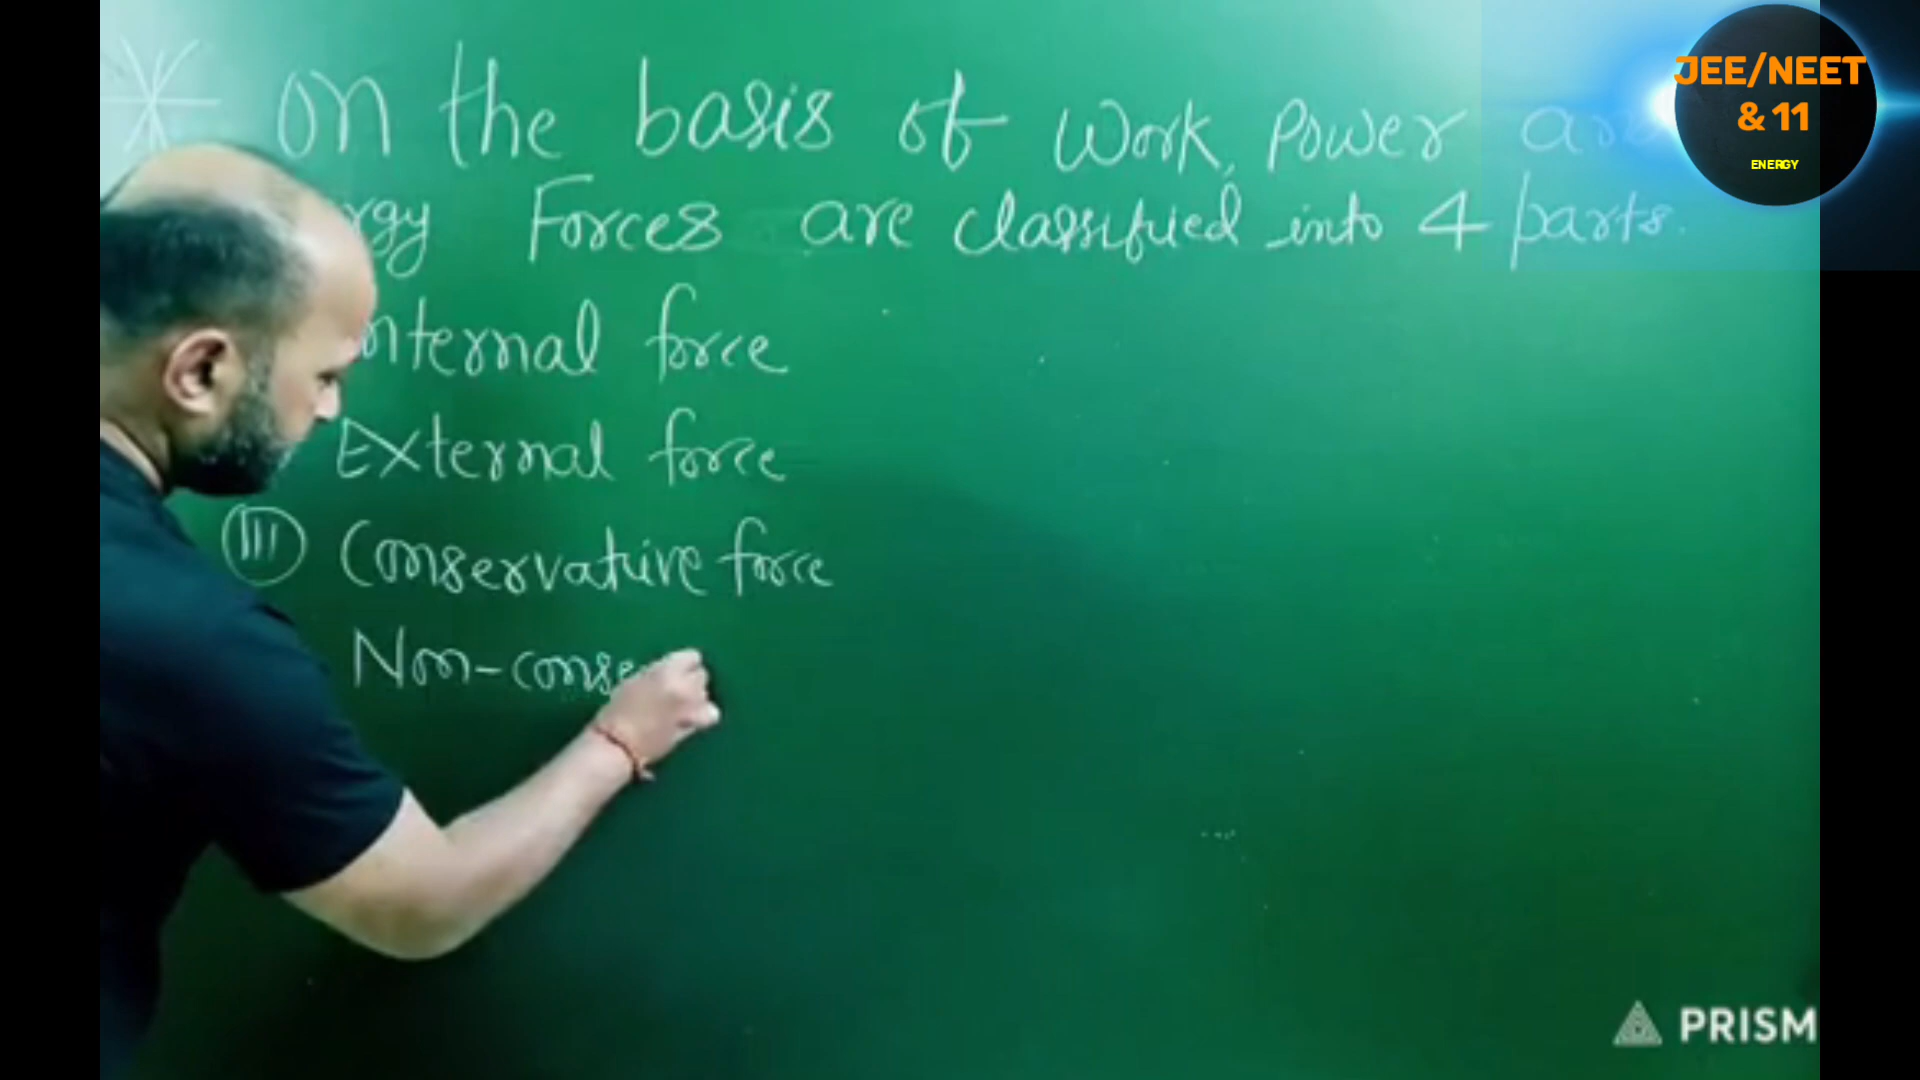 On the basis of Work, Power
Forces are classified into 4 parts.
Internal force
External force
III Conservative force
Non-conse
JEE/NEET
& 11
ENERGY
PRISM